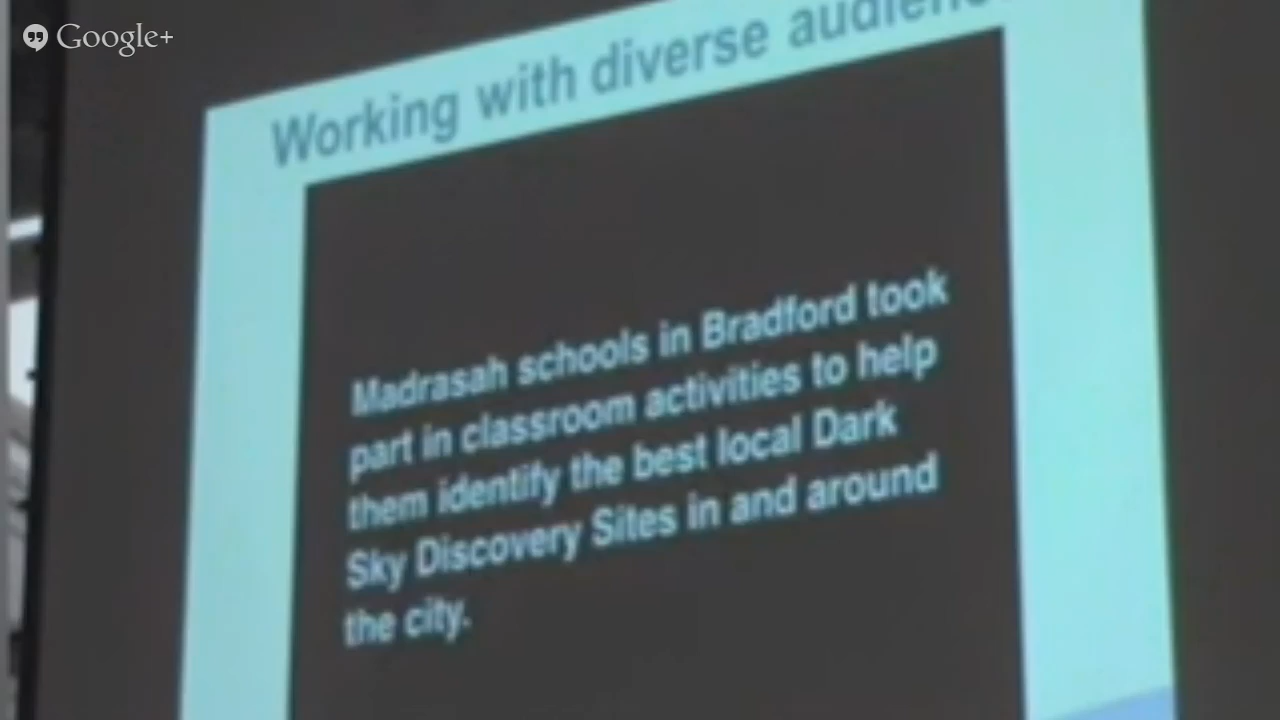 Google+
Working with diverse
Madrasah schools in Bradford took
part in classroom activities to help
them identify the best local Dark
Sky Discovery Sites in and around
the city.